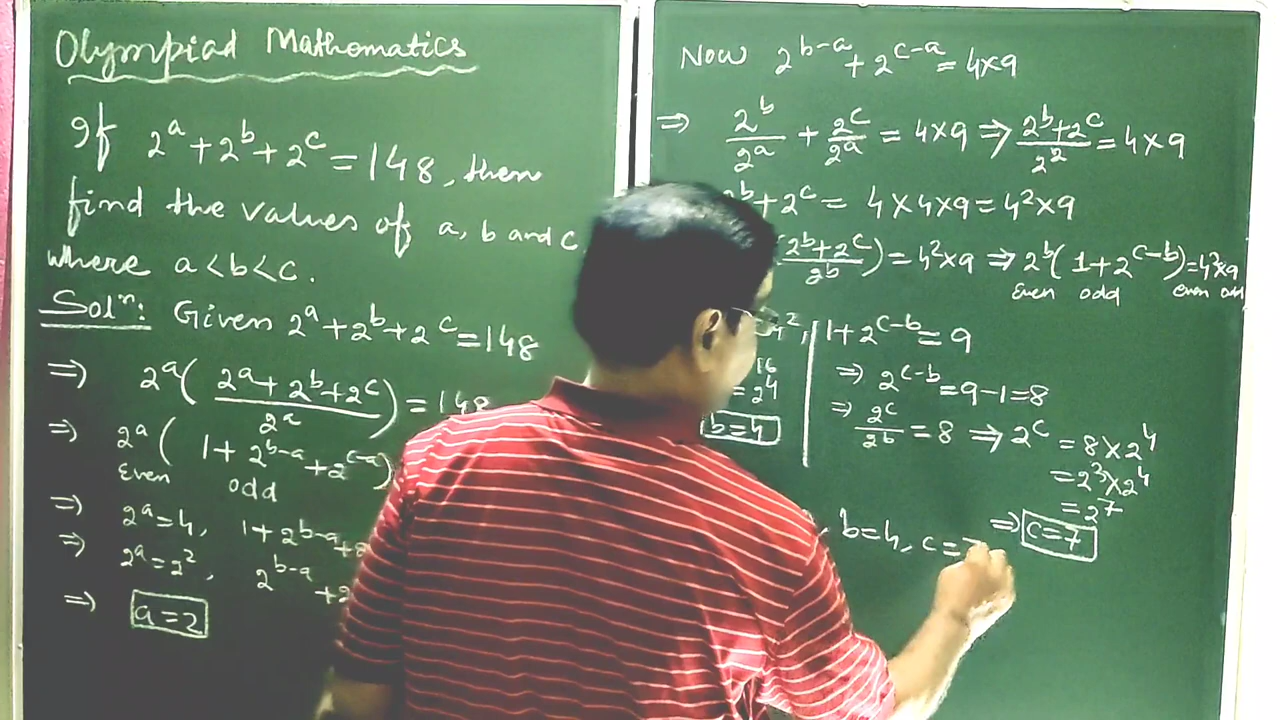 Olympiad Mathematics
If 2^a + 2^b + 2^c = 148, then
find the values of a, b and c
where a < b < c.
Sol^n: Given 2^a + 2^b + 2^c = 148
⇒ 2^a ( (2^a + 2^b + 2^c) / 2^a ) = 148
⇒ 2^a ( 1 + 2^(b-a) + 2^(c-a) )
Even odd
⇒ 2^a = 4, 1 + 2^(b-a) +
⇒ 2^a = 2^2, 2^(b-a) + 2
⇒ a = 2
Now 2^(b-a) + 2^(c-a) = 4×9
⇒ 2^b/2^a + 2^c/2^a = 4×9 ⇒ (2^b + 2^c)/2^2 = 4×9
2^b + 2^c = 4×4×9 = 4^2×9
( (2^b + 2^c)/2^b ) = 4^2×9 ⇒ 2^b ( 1 + 2^(c-b) ) = 4^2×9
Even odd even odd
4^2, 1 + 2^(c-b) = 9
16
= 2^4
b = 4
⇒ 2^(c-b) = 9-1 = 8
⇒ 2^c/2^b = 8 ⇒ 2^c = 8×2^4
= 2^3×2^4
= 2^7
⇒ c = 7
, b = 4, c = 7